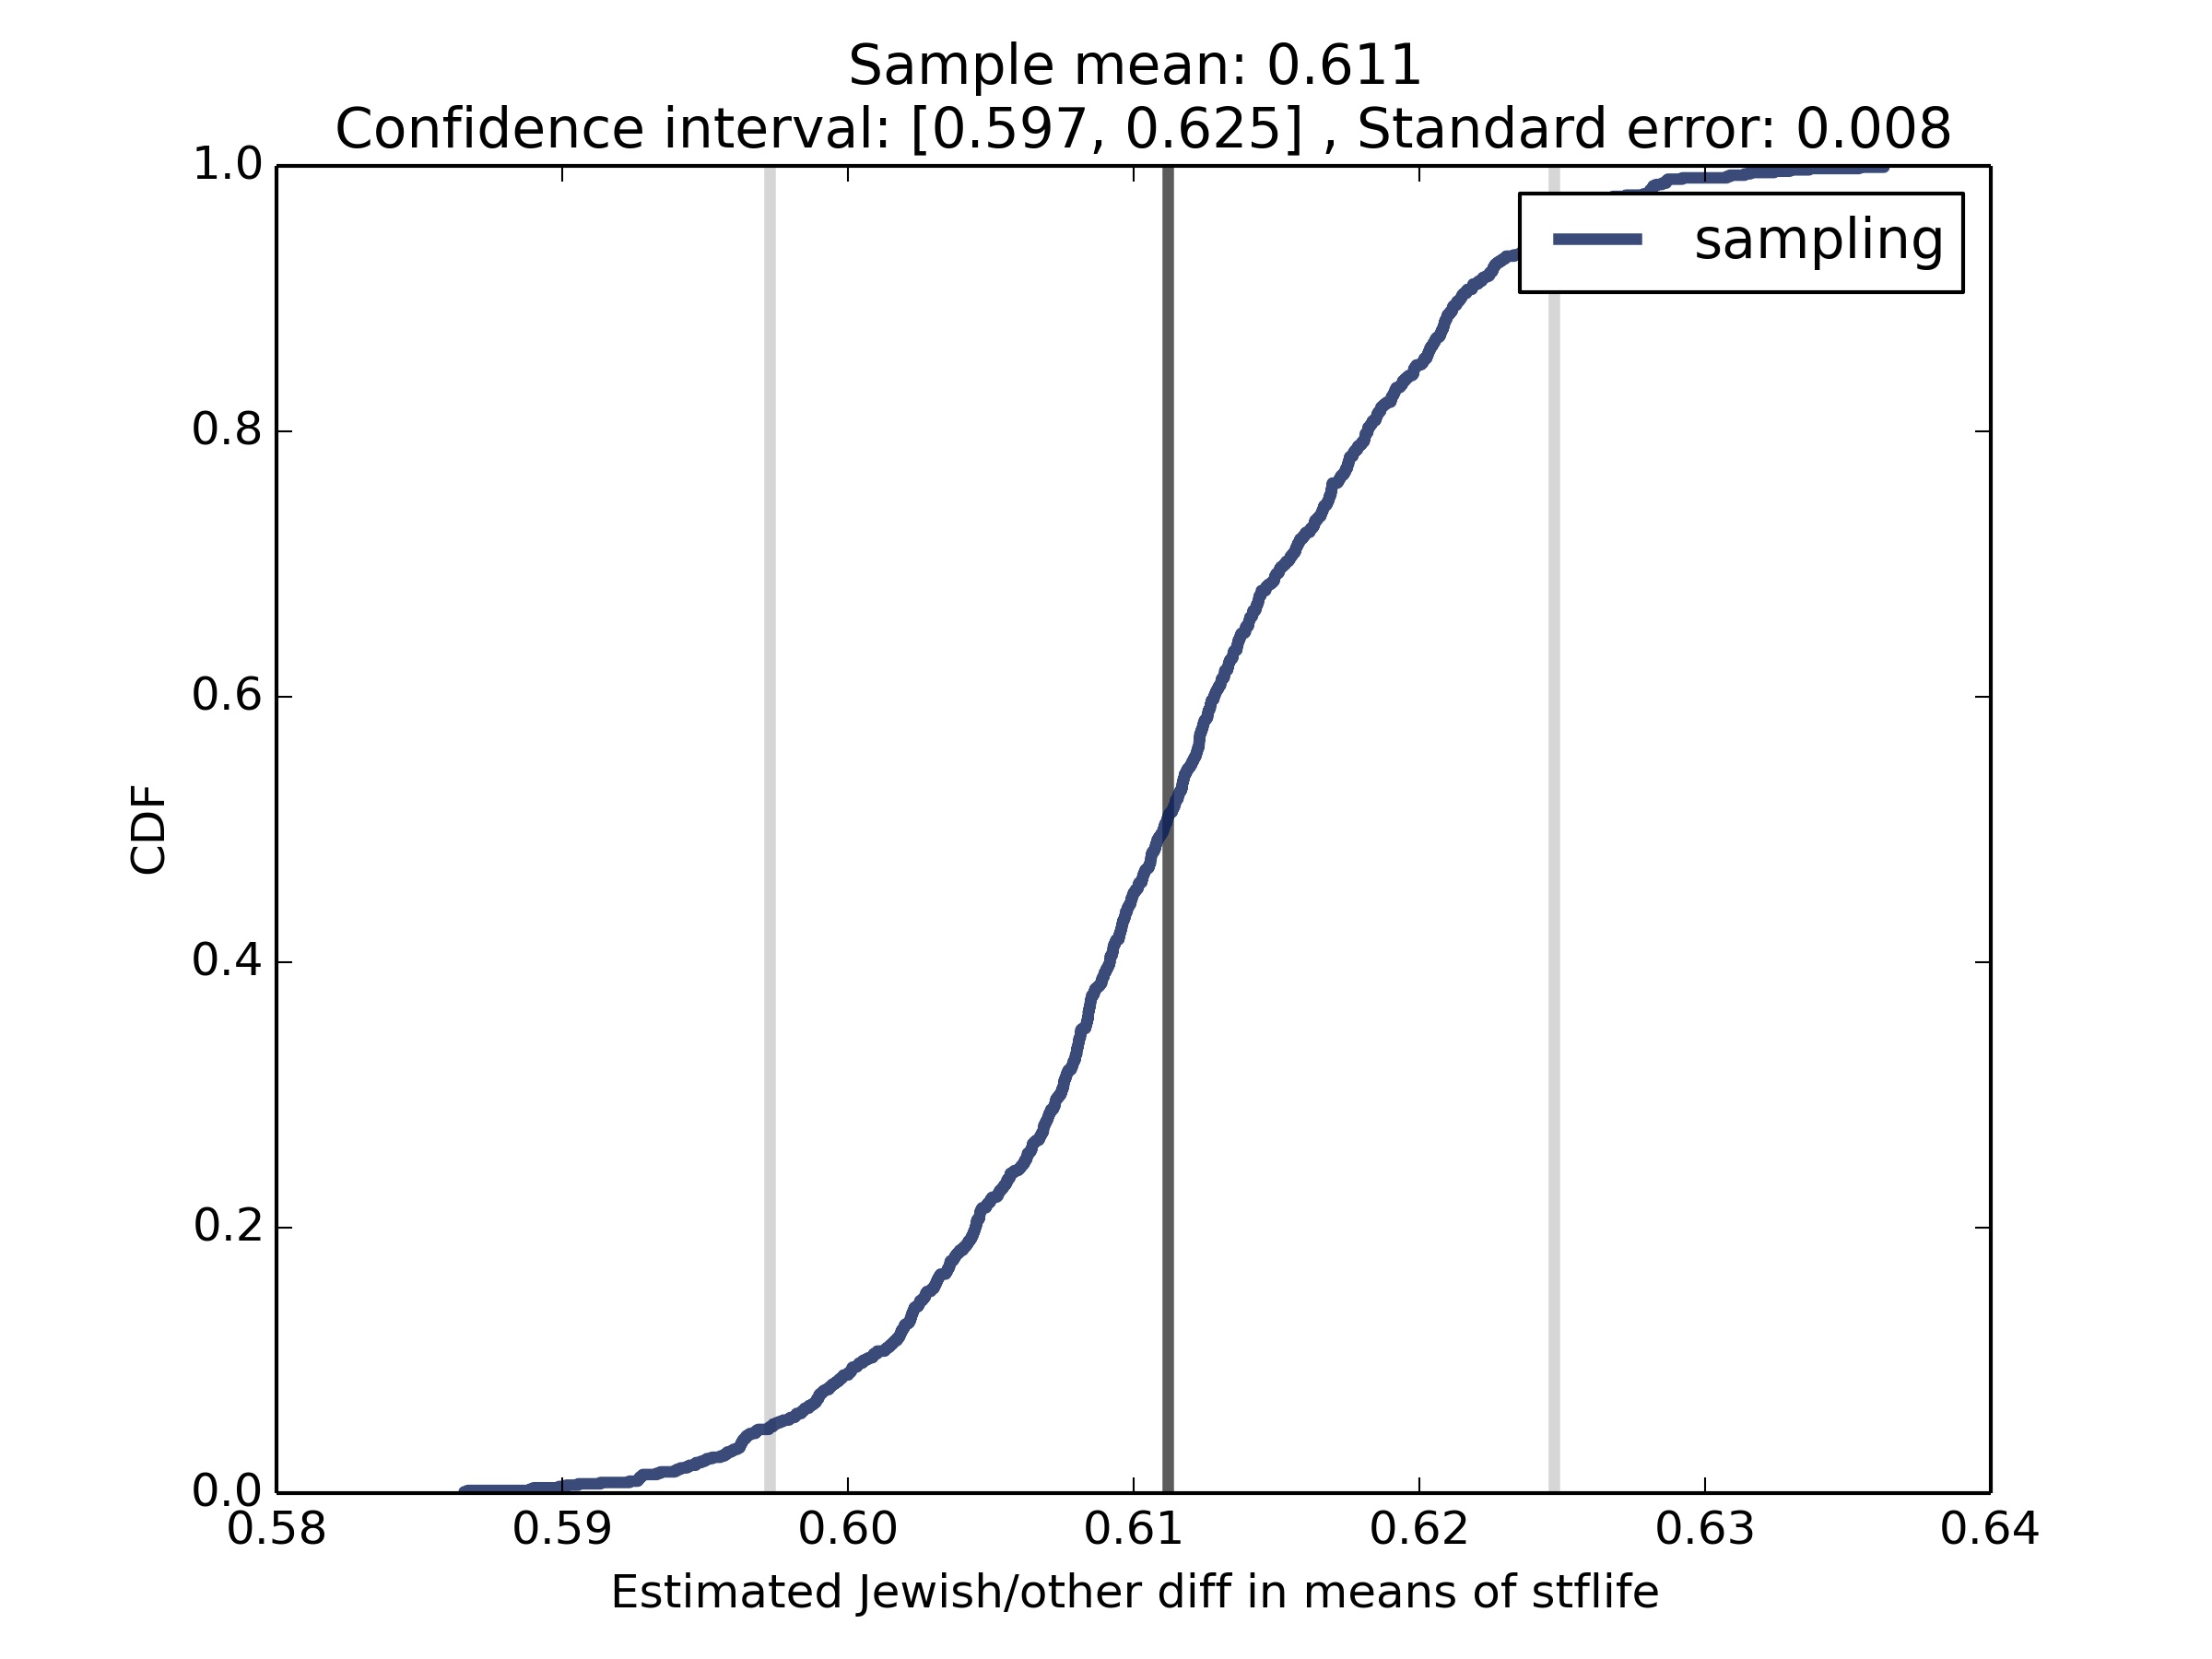 Sample mean: 0.611
Confidence interval: [0.597, 0.625] , Standard error: 0.008
1.0
sampling
0.8
0.6
CDF
0.4
0.2
0.0
0.58 0.59 0.60 0.61 0.62 0.63 0.64
Estimated Jewish/other diff in means of stflife